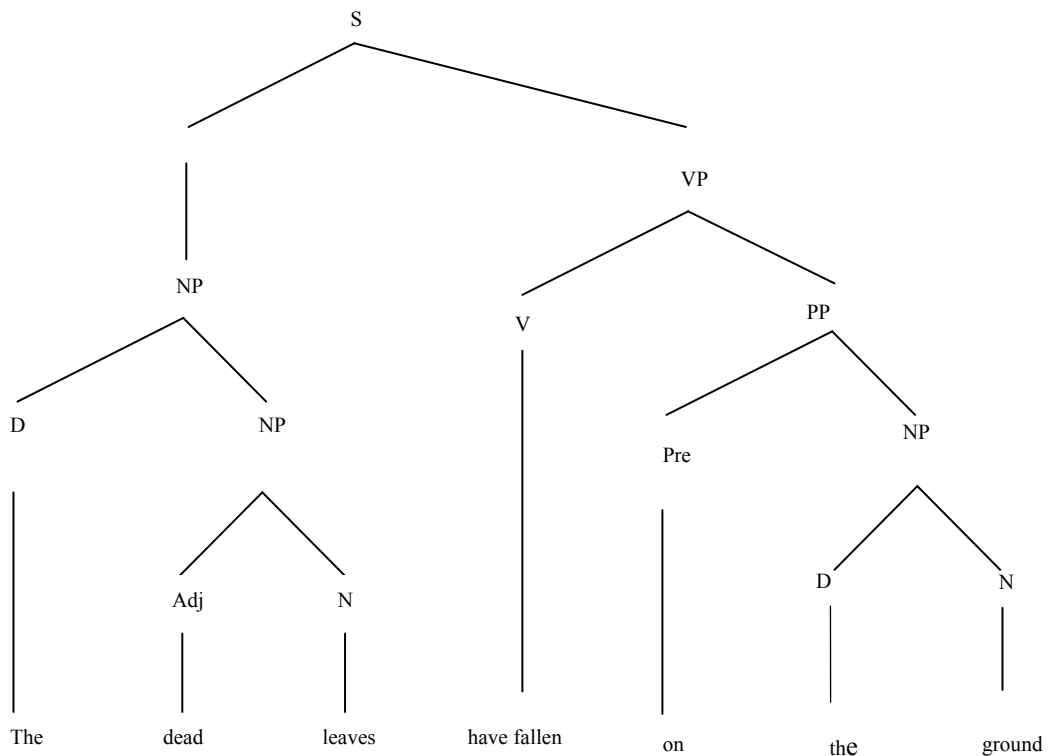 S
VP
NP
V PP
D NP NP
Pre
D N
Adj N
The dead leaves have fallen on the ground